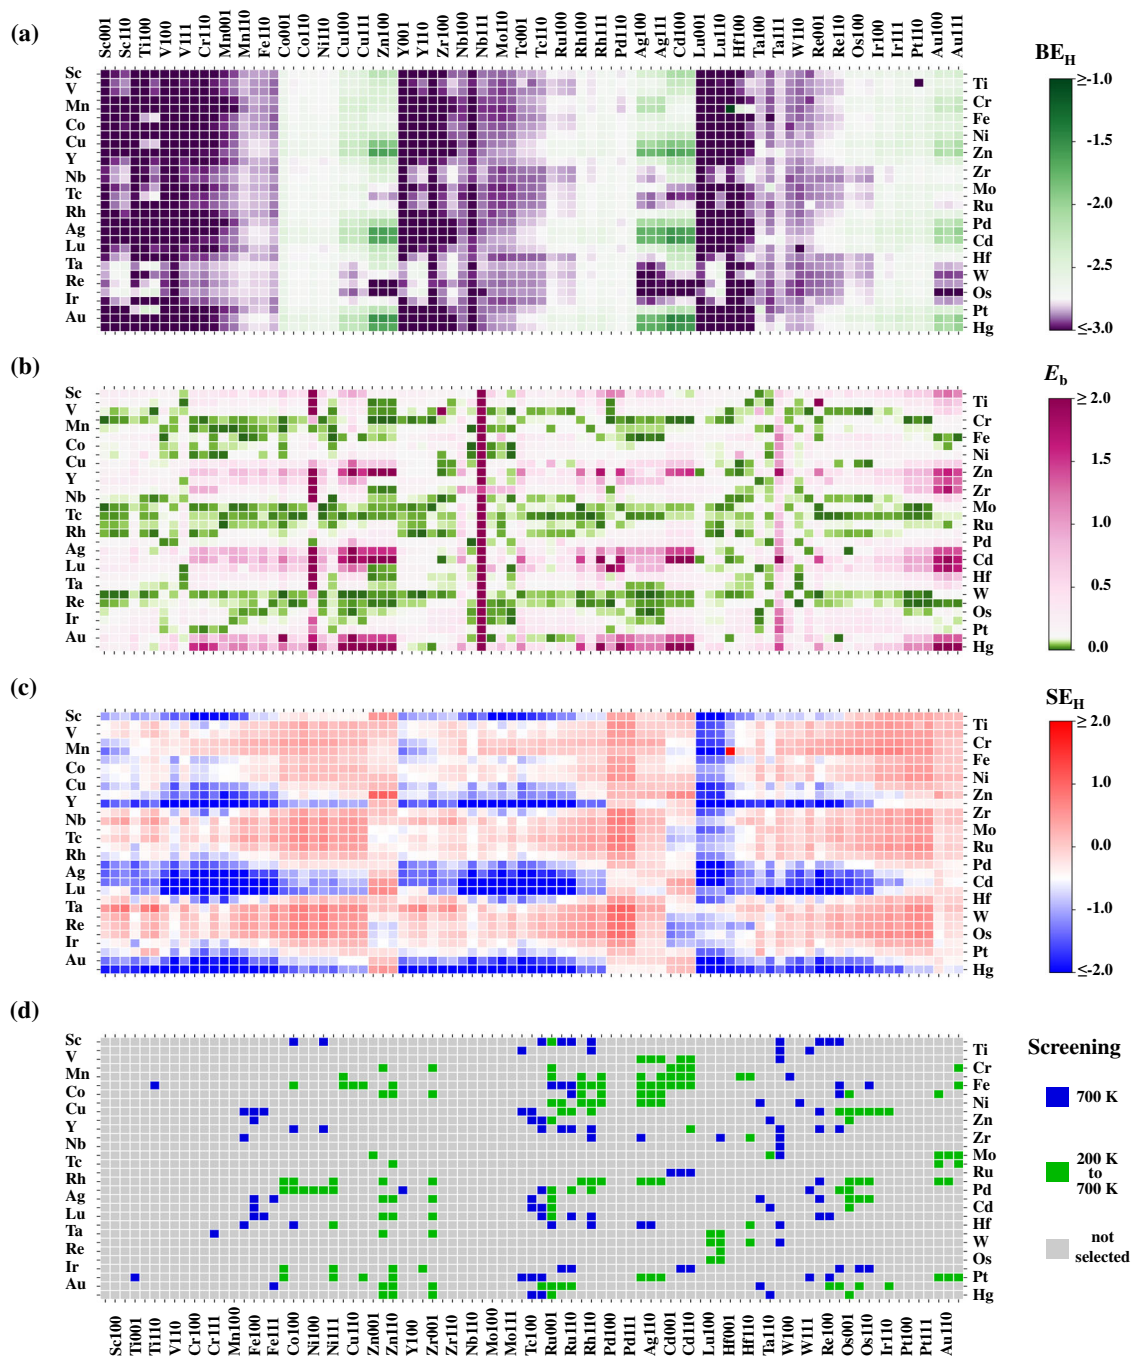 (a)
Sc001 Sc110 Ti100 V100 V111 Cr110 Mn001 Mn110 Fe110 Co001 Co110 Ni110 Cu100 Cu111 Zn100 Y001 Y110 Zr100 Nb100 Nb111 Mo110 Tc001 Tc110 Ru100 Rh100 Rh111 Pd110 Ag100 Ag111 Cd100 Lu001 Lu110 Hf100 Ta100 Ta111 W110 Re001 Re110 Os100 Ir100 Ir111 Pt110 Au100 Au111
BE_H
Sc
Ti
V
Cr
Mn
Fe
Co
Ni
Cu
Zn
Y
Zr
Nb
Mo
Tc
Ru
Rh
Pd
Ag
Cd
Lu
Hf
Ta
W
Re
Os
Ir
Pt
Au
Hg
≥-1.0
-1.5
-2.0
-2.5
≤-3.0
(b)
E_b
Sc
Ti
V
Cr
Mn
Fe
Co
Ni
Cu
Zn
Y
Zr
Nb
Mo
Tc
Ru
Rh
Pd
Ag
Cd
Lu
Hf
Ta
W
Re
Os
Ir
Pt
Au
Hg
≥ 2.0
1.5
1.0
0.5
0.0
(c)
SE_H
Sc
Ti
V
Cr
Mn
Fe
Co
Ni
Cu
Zn
Y
Zr
Nb
Mo
Tc
Ru
Rh
Pd
Ag
Cd
Lu
Hf
Ta
W
Re
Os
Ir
Pt
Au
Hg
≥ 2.0
1.0
0.0
-1.0
≤-2.0
(d)
Screening
Sc
Ti
V
Cr
Mn
Fe
Co
Ni
Cu
Zn
Y
Zr
Nb
Mo
Tc
Ru
Rh
Pd
Ag
Cd
Lu
Hf
Ta
W
Re
Os
Ir
Pt
Au
Hg
700 K
200 K
to
700 K
not
selected
Sc100 Ti001 Ti110 V110 Cr100 Cr111 Mn100 Fe100 Fe111 Co100 Ni100 Ni111 Cu110 Zn001 Zn110 Y100 Zr001 Zr110 Nb110 Mo100 Mo111 Tc100 Ru001 Ru110 Rh110 Pd100 Pd111 Ag110 Cd001 Cd110 Lu100 Hf001 Hf110 Ta110 W100 W111 Re100 Os001 Os110 Ir110 Pt100 Pt111 Au110